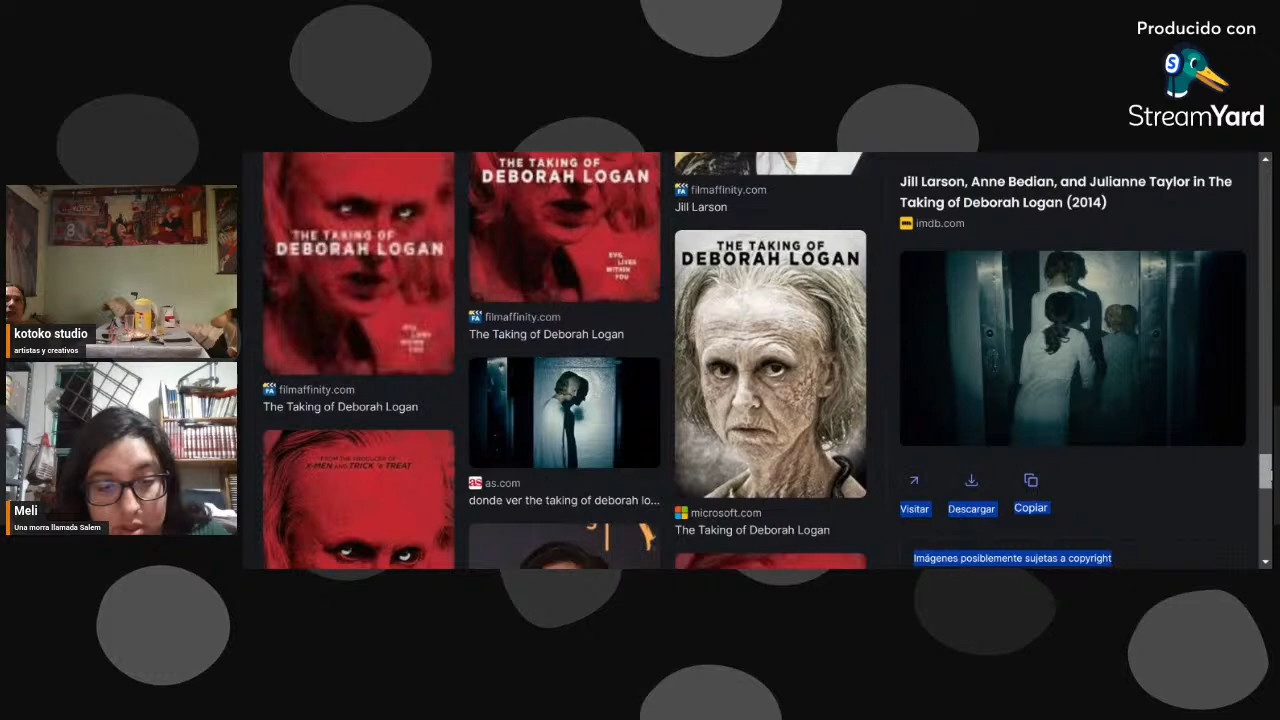 Producido con
StreamYard
kotoko studio
artistas y creativos
Meli
Una morra llamada Salem
THE TAKING OF
DEBORAH LOGAN
filmaffinity.com
The Taking of Deborah Logan
FROM THE PRODUCER OF
X-MEN AND TRICK 'R TREAT
THE TAKING OF
DEBORAH LOGAN
EVIL
LIVES
WITHIN
YOU
filmaffinity.com
The Taking of Deborah Logan
as as.com
donde ver the taking of deborah lo...
filmaffinity.com
Jill Larson
THE TAKING OF
DEBORAH LOGAN
microsoft.com
The Taking of Deborah Logan
Jill Larson, Anne Bedian, and Julianne Taylor in The
Taking of Deborah Logan (2014)
imdb.com
Visitar
Descargar
Copiar
Imágenes posiblemente sujetas a copyright